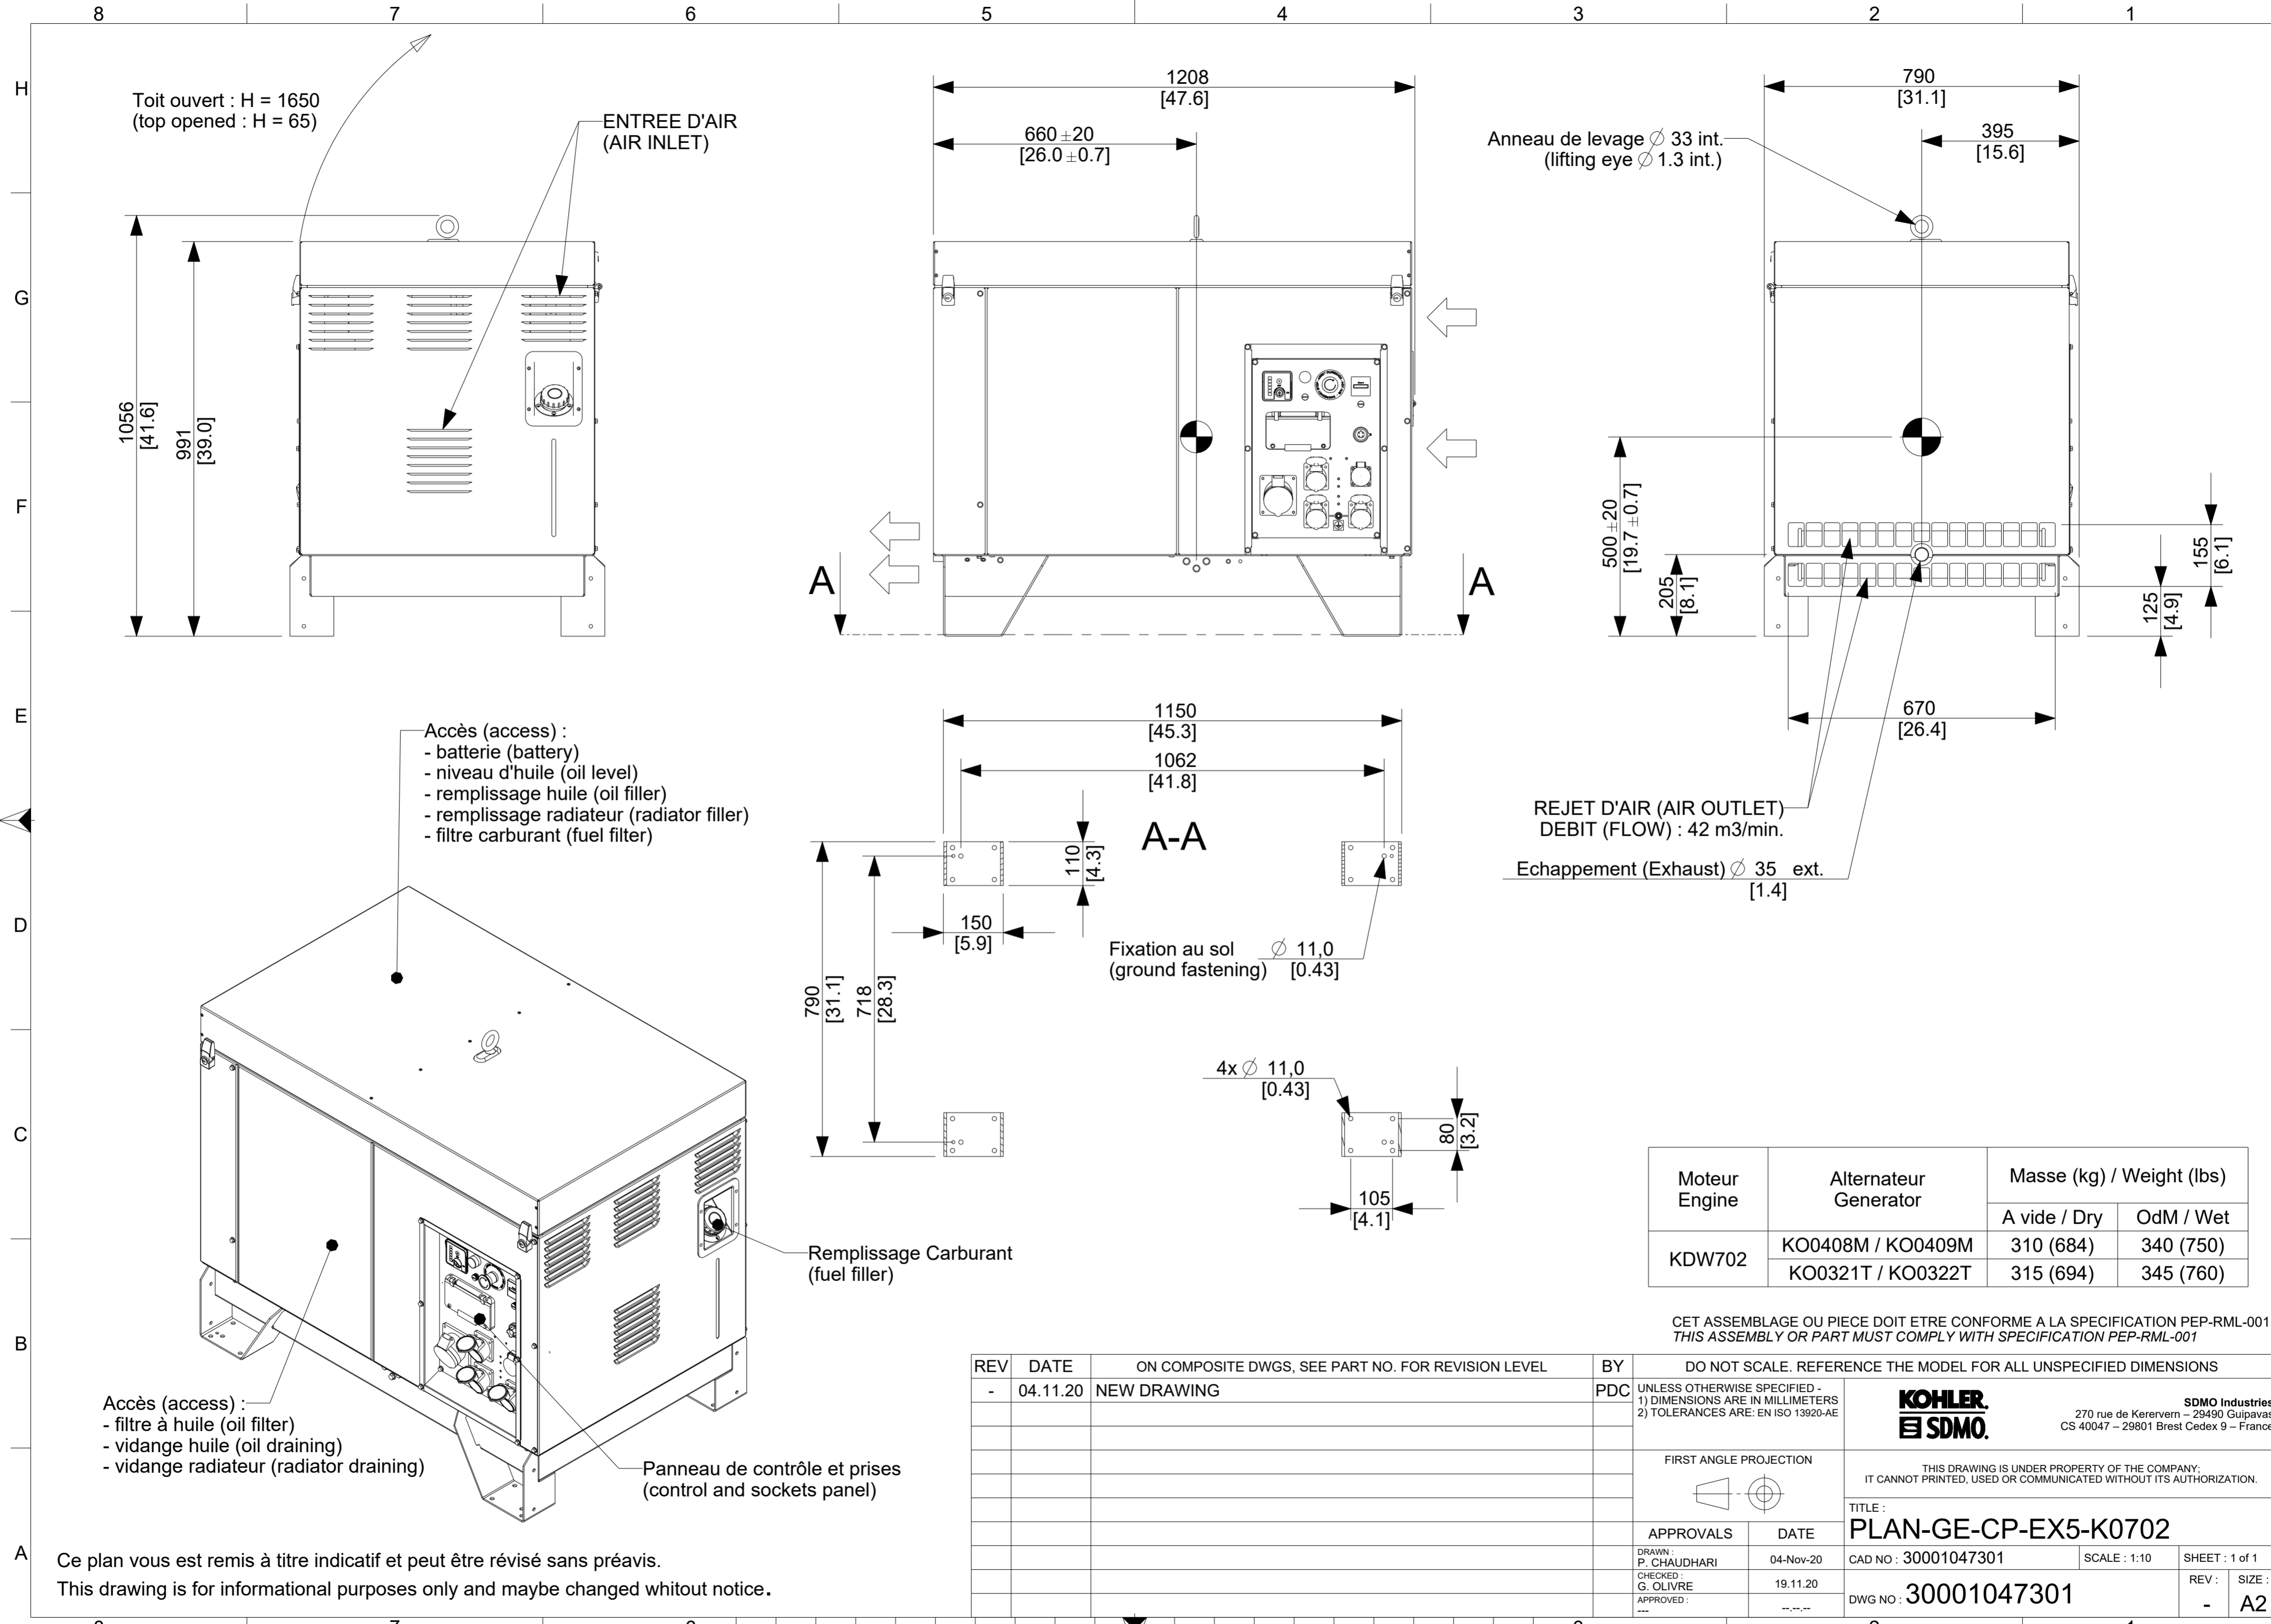 8 7 6 5 4 3 2 1
H
G
F
E
D
C
B
A
Toit ouvert : H = 1650
(top opened : H = 65)
ENTREE D'AIR
(AIR INLET)
1056
[41.6]
991
[39.0]
1208
[47.6]
660 ±20
[26.0 ±0.7]
A A
790
[31.1]
395
[15.6]
Anneau de levage ∅ 33 int.
(lifting eye ∅ 1.3 int.)
500 ±20
[19.7 ±0.7]
205
[8.1]
155
[6.1]
125
[4.9]
670
[26.4]
REJET D'AIR (AIR OUTLET)
DEBIT (FLOW) : 42 m3/min.
Echappement (Exhaust) ∅ 35 ext.
[1.4]
1150
[45.3]
1062
[41.8]
A-A
110
[4.3]
150
[5.9]
790
[31.1]
718
[28.3]
Fixation au sol ∅ 11,0
(ground fastening) [0.43]
4x ∅ 11,0
[0.43]
80
[3.2]
105
[4.1]
Accès (access) :
- batterie (battery)
- niveau d'huile (oil level)
- remplissage huile (oil filler)
- remplissage radiateur (radiator filler)
- filtre carburant (fuel filter)
Remplissage Carburant
(fuel filler)
Accès (access) :
- filtre à huile (oil filter)
- vidange huile (oil draining)
- vidange radiateur (radiator draining)
Panneau de contrôle et prises
(control and sockets panel)
Ce plan vous est remis à titre indicatif et peut être révisé sans préavis.
This drawing is for informational purposes only and maybe changed whitout notice.
Moteur
Engine
Alternateur
Generator
Masse (kg) / Weight (lbs)
A vide / Dry OdM / Wet
KDW702
KO0408M / KO0409M 310 (684) 340 (750)
KO0321T / KO0322T 315 (694) 345 (760)
CET ASSEMBLAGE OU PIECE DOIT ETRE CONFORME A LA SPECIFICATION PEP-RML-001
THIS ASSEMBLY OR PART MUST COMPLY WITH SPECIFICATION PEP-RML-001
REV DATE ON COMPOSITE DWGS, SEE PART NO. FOR REVISION LEVEL BY
- 04.11.20 NEW DRAWING PDC
DO NOT SCALE. REFERENCE THE MODEL FOR ALL UNSPECIFIED DIMENSIONS
UNLESS OTHERWISE SPECIFIED -
1) DIMENSIONS ARE IN MILLIMETERS
2) TOLERANCES ARE: EN ISO 13920-AE
KOHLER.
SDMO.
SDMO Industries
270 rue de Kerervern – 29490 Guipavas
CS 40047 – 29801 Brest Cedex 9 – France
FIRST ANGLE PROJECTION
THIS DRAWING IS UNDER PROPERTY OF THE COMPANY;
IT CANNOT PRINTED, USED OR COMMUNICATED WITHOUT ITS AUTHORIZATION.
TITLE :
PLAN-GE-CP-EX5-K0702
APPROVALS DATE
DRAWN :
P. CHAUDHARI 04-Nov-20
CHECKED :
G. OLIVRE 19.11.20
APPROVED :
--- --.--.--
CAD NO : 30001047301 SCALE : 1:10 SHEET : 1 of 1
DWG NO : 30001047301
REV :
-
SIZE :
A2